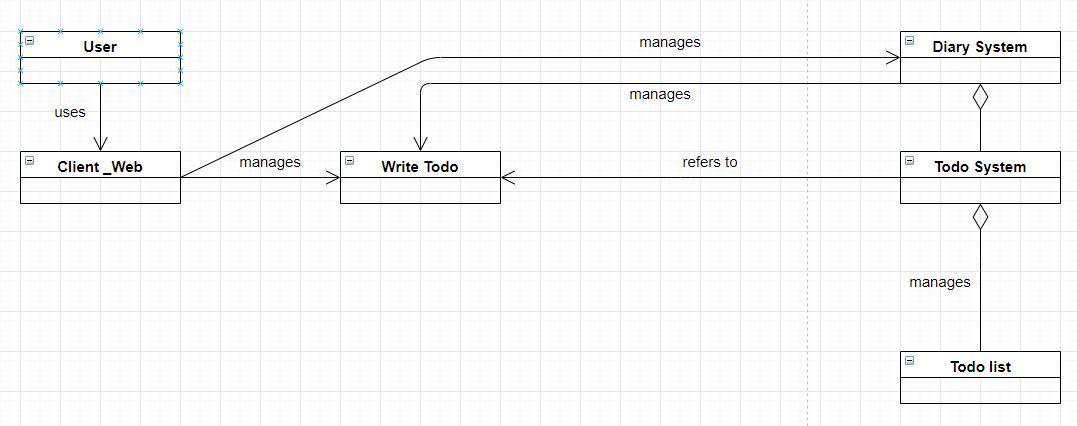 User
manages
Diary System
manages
uses
Client _Web
manages
Write Todo
refers to
Todo System
manages
Todo list